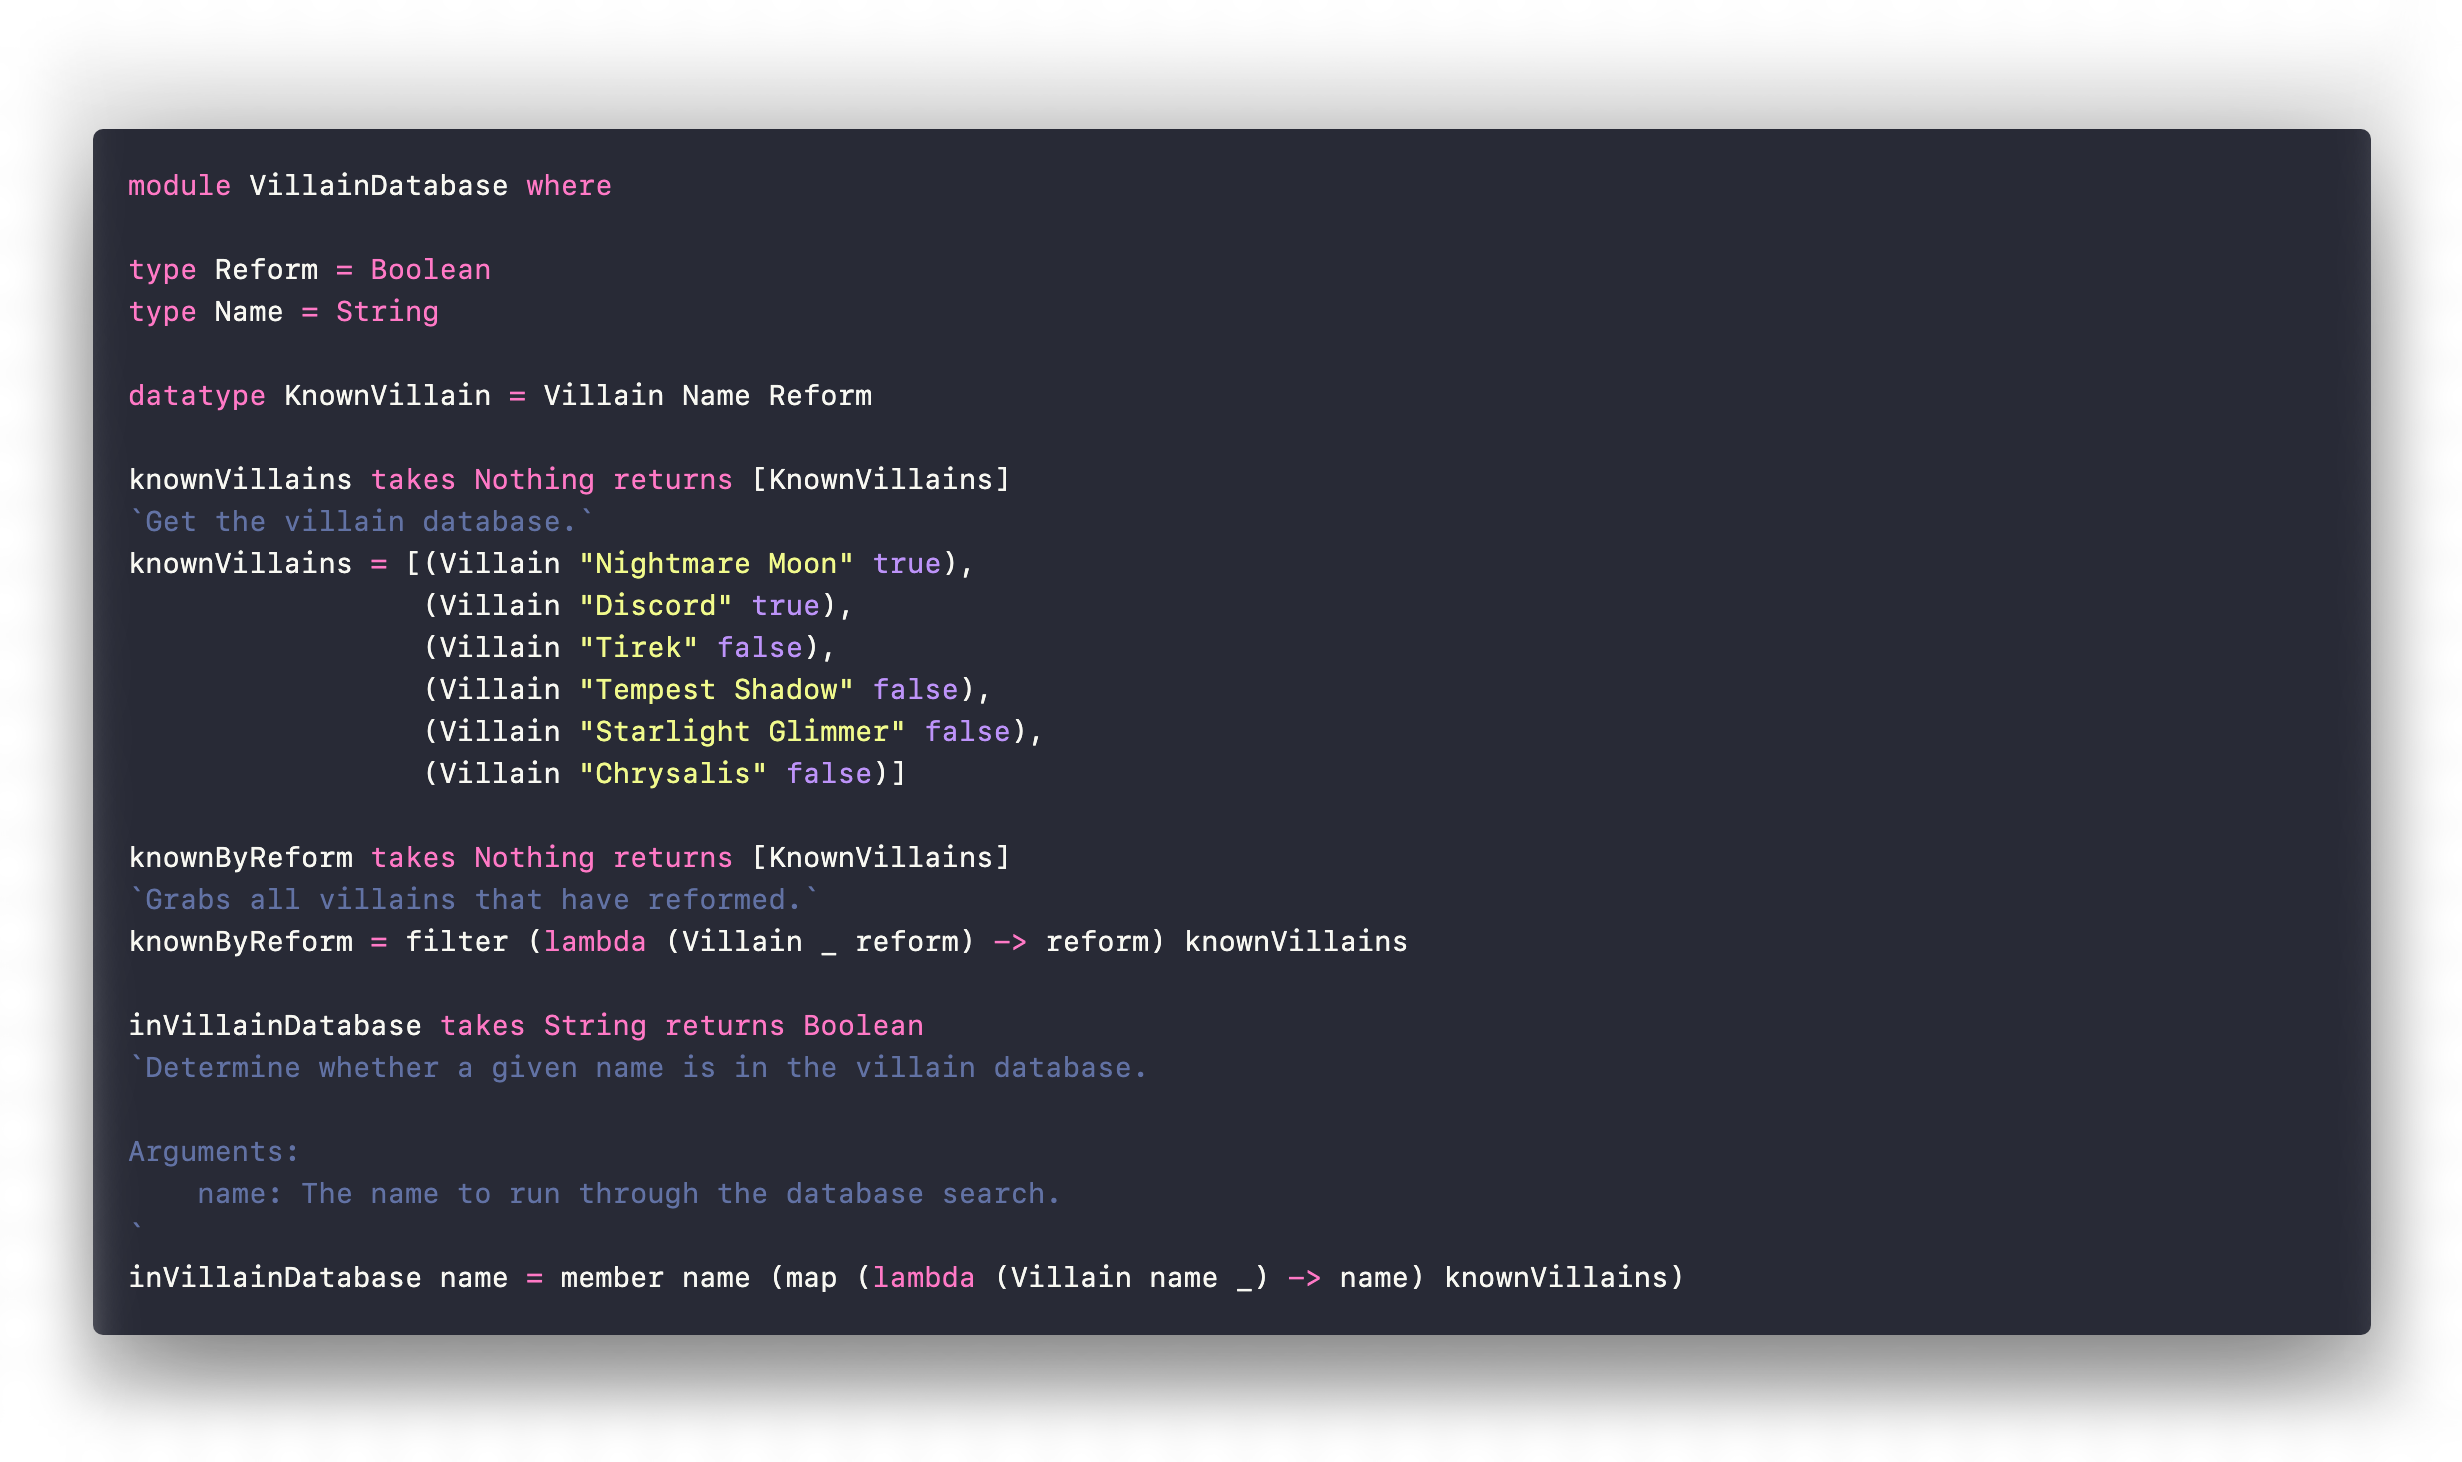 module VillainDatabase where
type Reform = Boolean
type Name = String
datatype KnownVillain = Villain Name Reform
knownVillains takes Nothing returns [KnownVillains]
`Get the villain database.`
knownVillains = [(Villain "Nightmare Moon" true),
(Villain "Discord" true),
(Villain "Tirek" false),
(Villain "Tempest Shadow" false),
(Villain "Starlight Glimmer" false),
(Villain "Chrysalis" false)]
knownByReform takes Nothing returns [KnownVillains]
`Grabs all villains that have reformed.`
knownByReform = filter (lambda (Villain _ reform) -> reform) knownVillains
inVillainDatabase takes String returns Boolean
`Determine whether a given name is in the villain database.
Arguments:
name: The name to run through the database search.
`
inVillainDatabase name = member name (map (lambda (Villain name _) -> name) knownVillains)